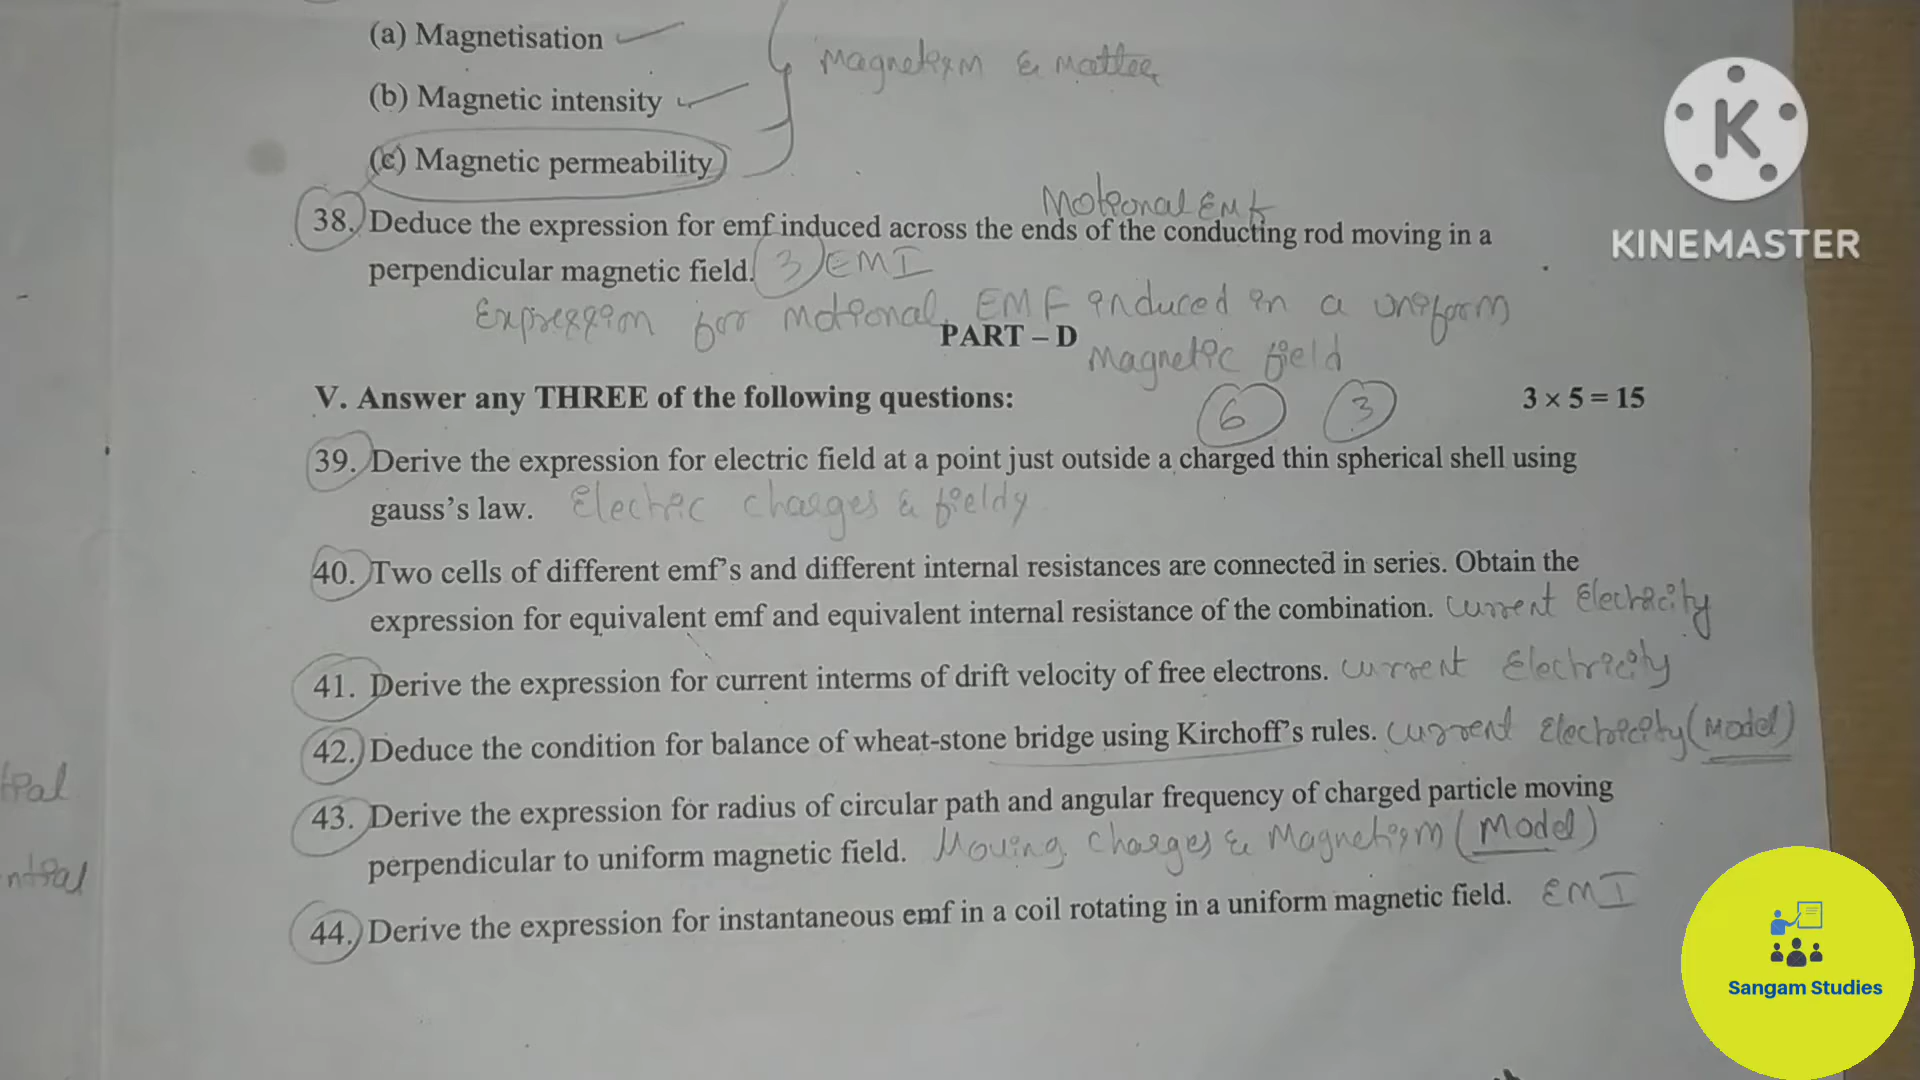 (a) Magnetisation
Magnetism & matter
(b) Magnetic intensity
(c) Magnetic permeability
K
KINEMASTER
Motional Emf
38. Deduce the expression for emf induced across the ends of the conducting rod moving in a
perpendicular magnetic field. 3 EMI
Expression for motional EMF induced in a uniform
PART – D
Magnetic field
V. Answer any THREE of the following questions: 6 3 3 × 5 = 15
39. Derive the expression for electric field at a point just outside a charged thin spherical shell using
gauss's law. Electric charges & fields
40. Two cells of different emf's and different internal resistances are connected in series. Obtain the
expression for equivalent emf and equivalent internal resistance of the combination. Current Electricity
41. Derive the expression for current interms of drift velocity of free electrons. Current Electricity
42. Deduce the condition for balance of wheat-stone bridge using Kirchoff's rules. Current Electricity (Model)
43. Derive the expression for radius of circular path and angular frequency of charged particle moving
perpendicular to uniform magnetic field. Moving charges & Magnetism (Model)
44. Derive the expression for instantaneous emf in a coil rotating in a uniform magnetic field. EMI
Sangam Studies